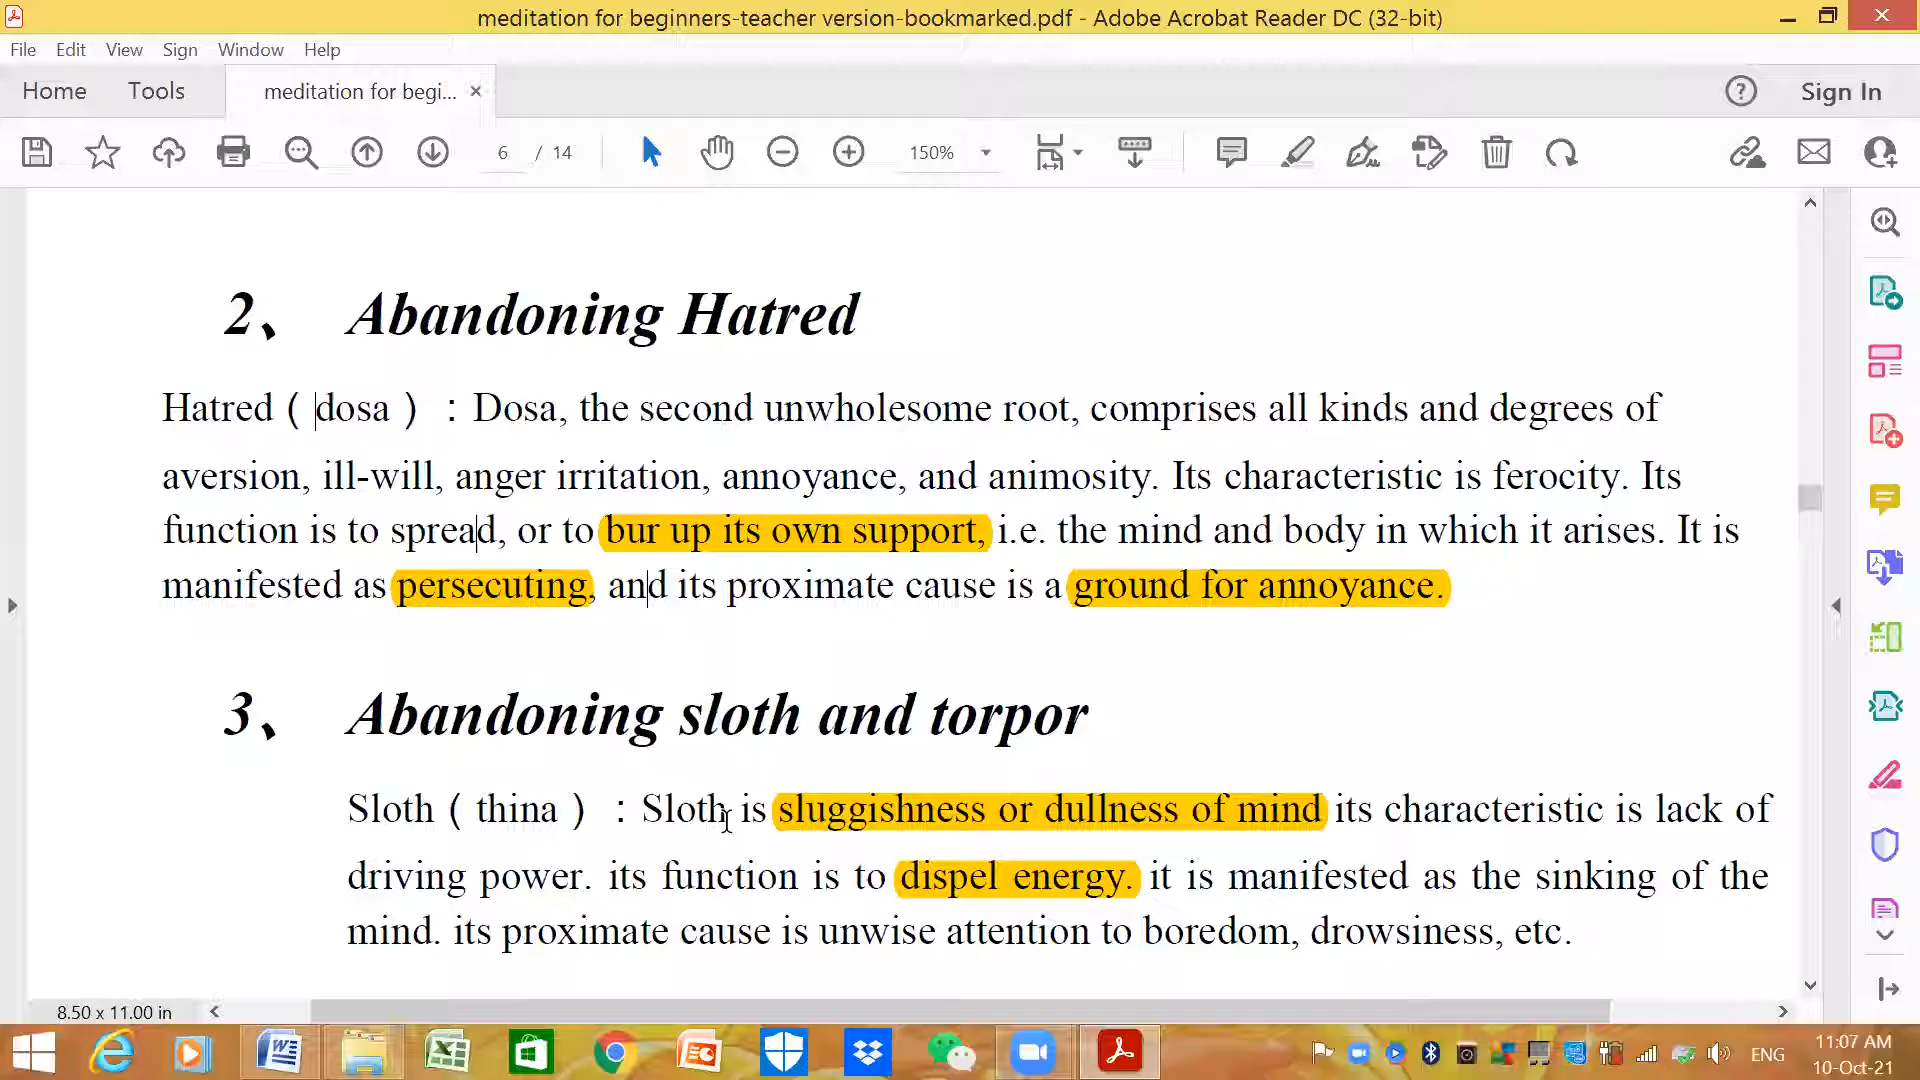 meditation for beginners-teacher version-bookmarked.pdf - Adobe Acrobat Reader DC (32-bit)
File Edit View Sign Window Help
Home Tools meditation for begi... × Sign In
6 / 14 150%
2、 Abandoning Hatred
Hatred（dosa）：Dosa, the second unwholesome root, comprises all kinds and degrees of
aversion, ill-will, anger irritation, annoyance, and animosity. Its characteristic is ferocity. Its
function is to spread, or to bur up its own support, i.e. the mind and body in which it arises. It is
manifested as persecuting, and its proximate cause is a ground for annoyance.
3、 Abandoning sloth and torpor
Sloth（thina）：Sloth is sluggishness or dullness of mind its characteristic is lack of
driving power. its function is to dispel energy. it is manifested as the sinking of the
mind. its proximate cause is unwise attention to boredom, drowsiness, etc.
8.50 x 11.00 in
ENG
11:07 AM
10-Oct-21